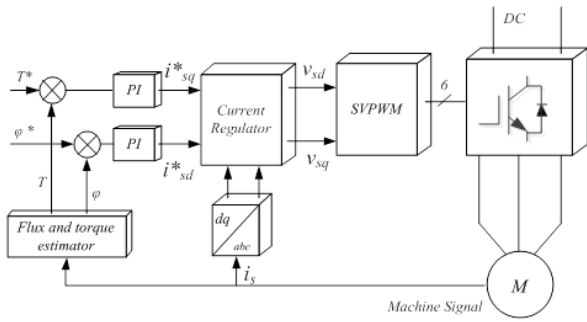 DC
T*
PI
i*sq
Current
Regulator
vsd
SVPWM
6
φ*
PI
i*sd
vsq
T
φ
Flux and torque
estimator
dq
abc
is
M
Machine Signal